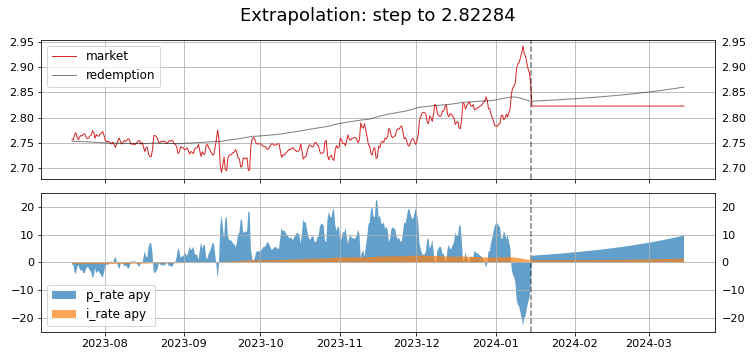 Extrapolation: step to 2.82284
2.95 2.95
2.90 2.90
2.85 2.85
2.80 2.80
2.75 2.75
2.70 2.70
market
redemption
20 20
10 10
0 0
−10 −10
−20 −20
p_rate apy
i_rate apy
2023-08 2023-09 2023-10 2023-11 2023-12 2024-01 2024-02 2024-03